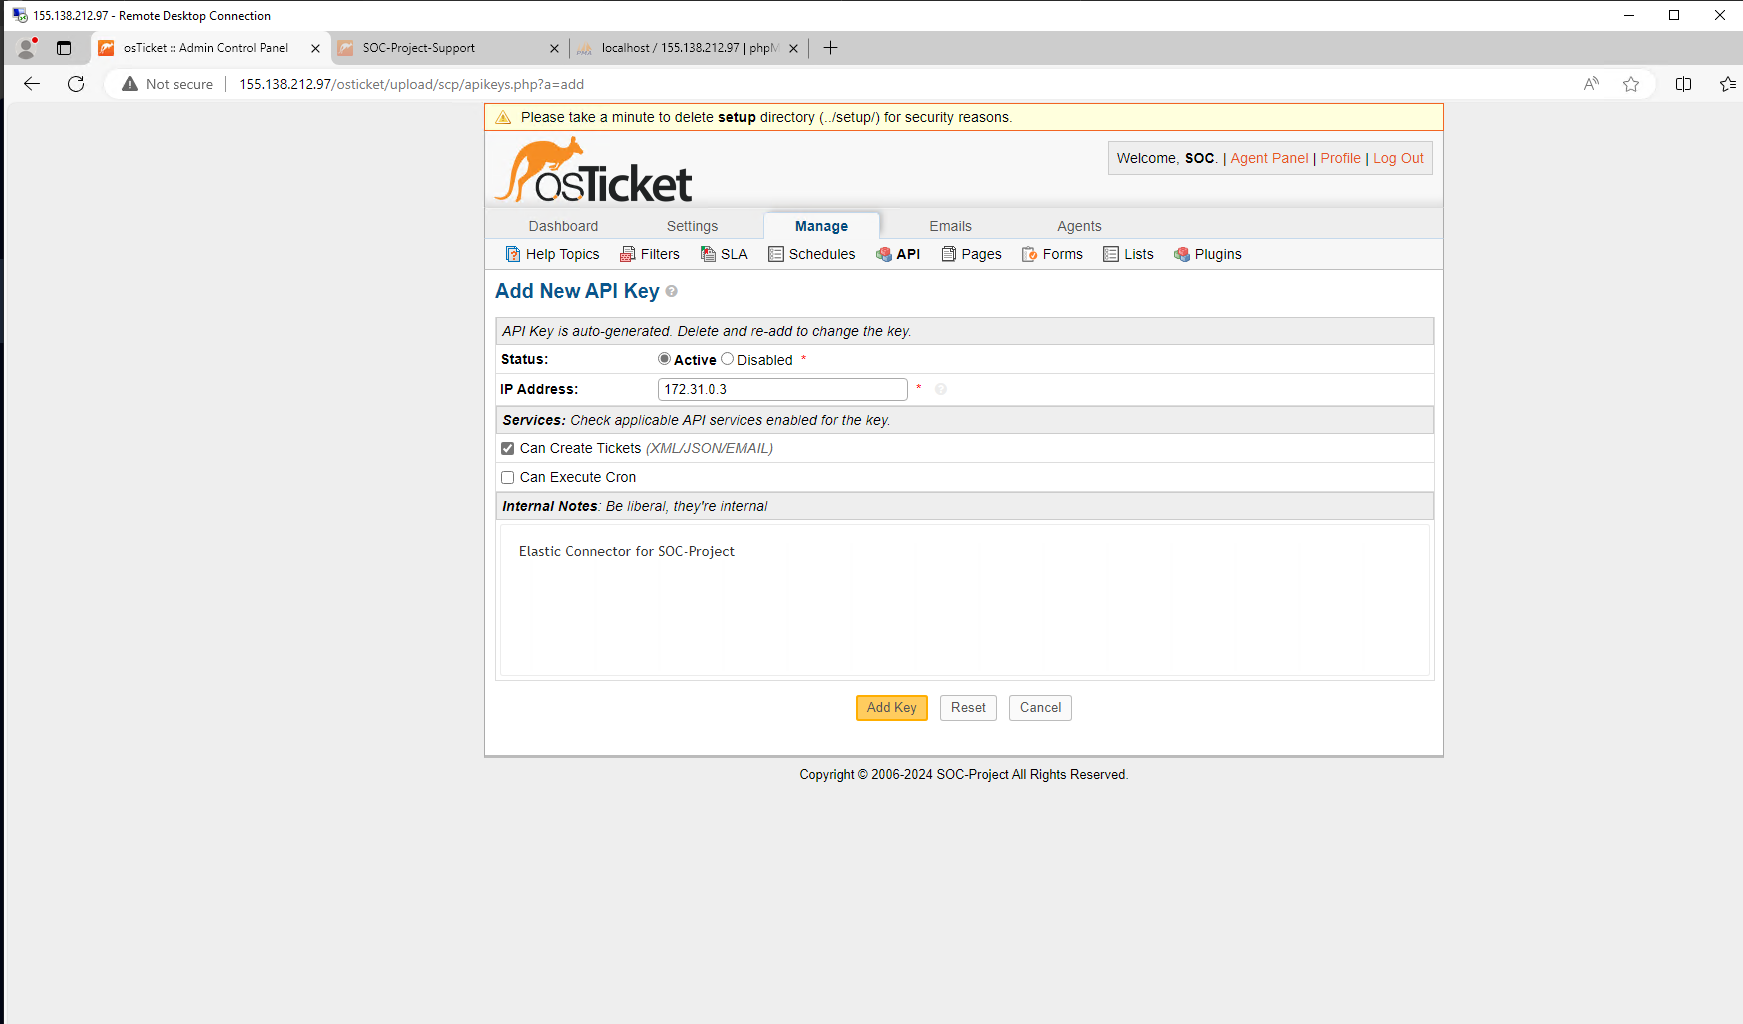 155.138.212.97 - Remote Desktop Connection
osTicket :: Admin Control Panel
SOC-Project-Support
localhost / 155.138.212.97 | phpM
Not secure
155.138.212.97/osticket/upload/scp/apikeys.php?a=add
Please take a minute to delete setup directory (../setup/) for security reasons.
osTicket
Welcome, SOC. | Agent Panel | Profile | Log Out
Dashboard Settings Manage Emails Agents
Help Topics Filters SLA Schedules API Pages Forms Lists Plugins
Add New API Key
API Key is auto-generated. Delete and re-add to change the key.
Status: Active Disabled *
IP Address: 172.31.0.3 *
Services: Check applicable API services enabled for the key.
Can Create Tickets (XML/JSON/EMAIL)
Can Execute Cron
Internal Notes: Be liberal, they're internal
Elastic Connector for SOC-Project
Add Key Reset Cancel
Copyright © 2006-2024 SOC-Project All Rights Reserved.